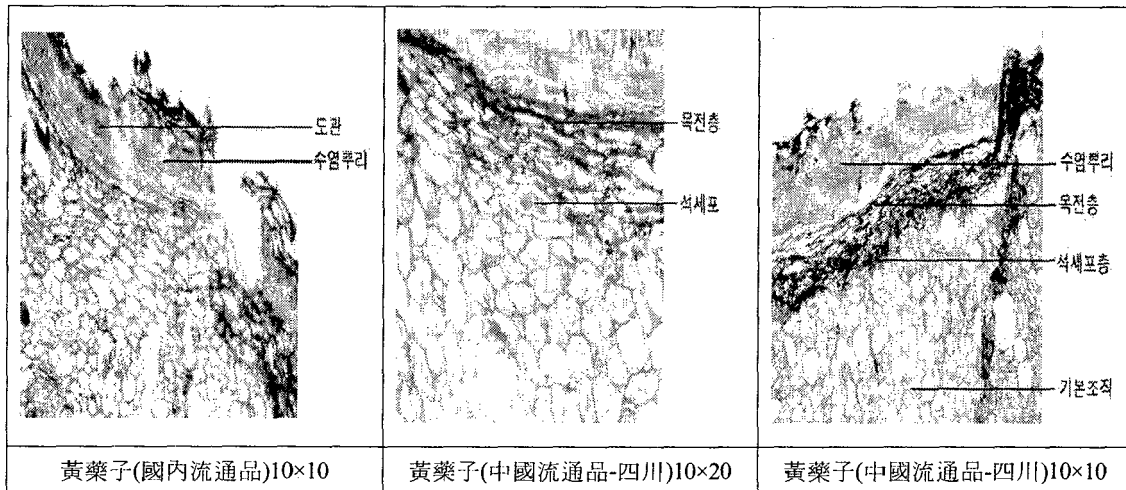 도관
수염뿌리
목전층
석세포
수염뿌리
목전층
석세포층
기본조직
黃藥子(國內流通品)10×10
黃藥子(中國流通品-四川)10×20
黃藥子(中國流通品-四川)10×10